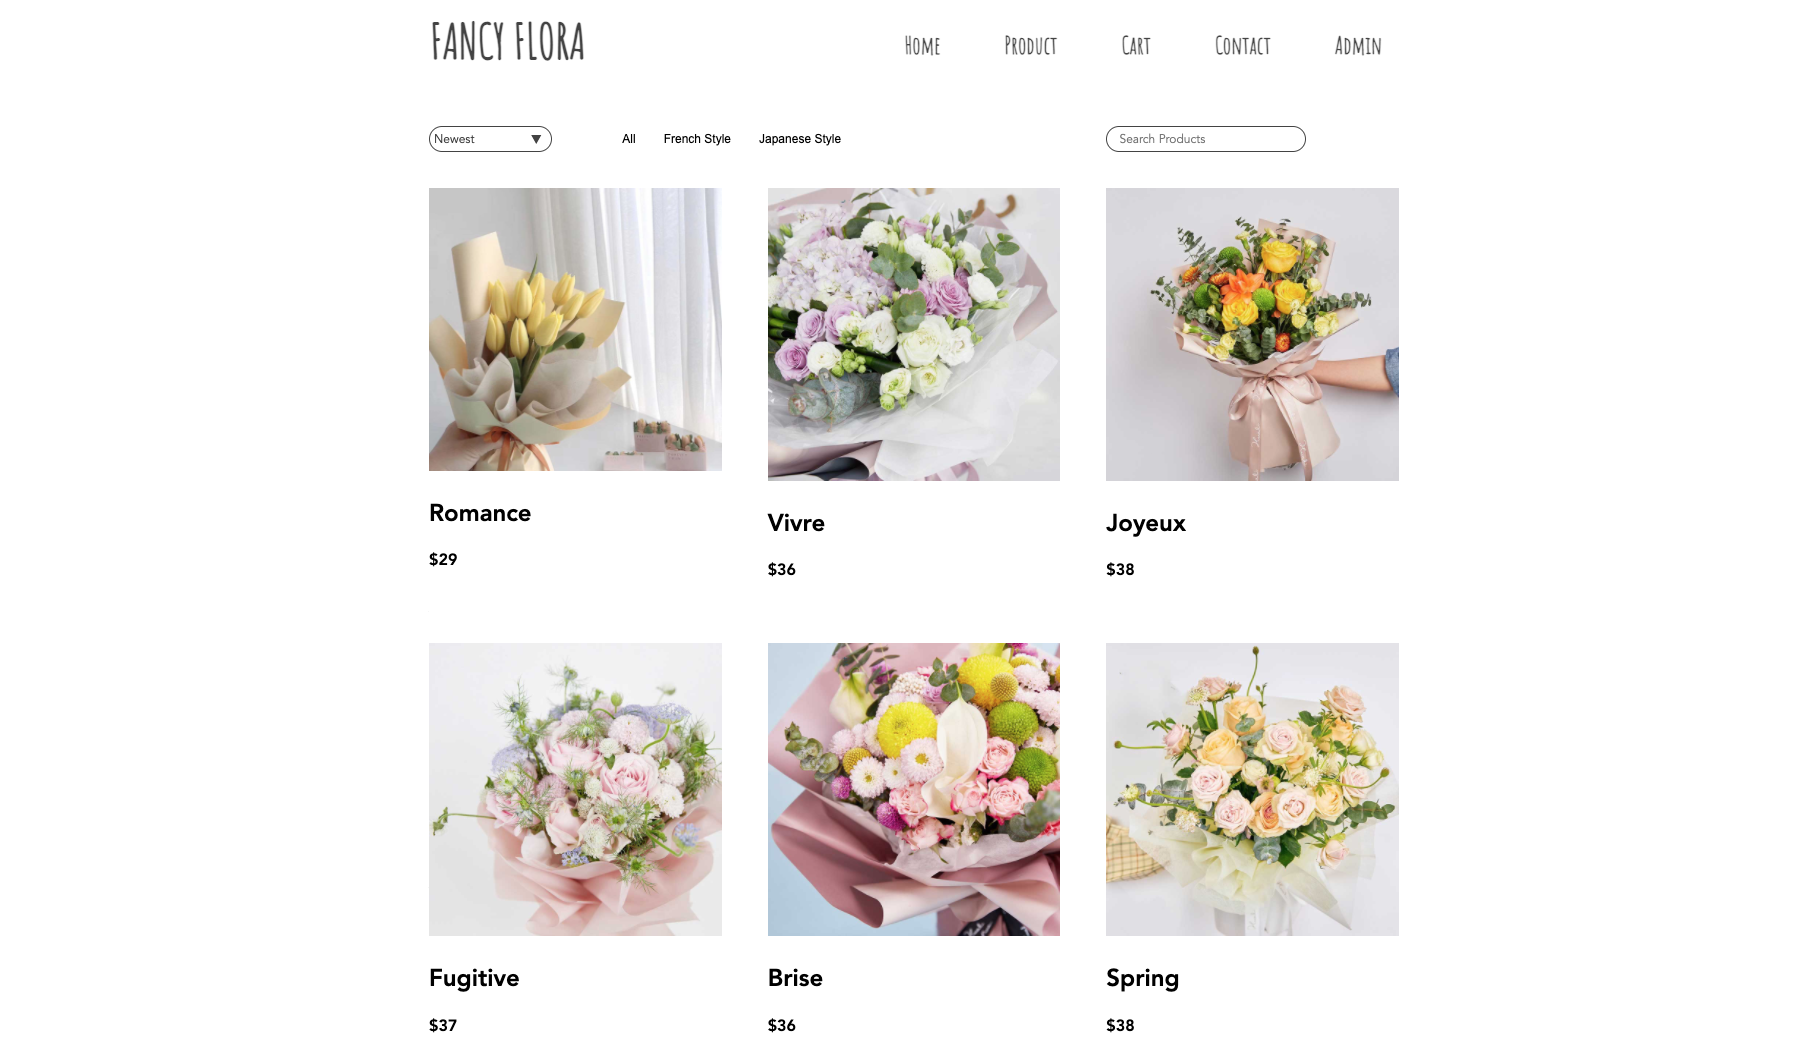 FANCY FLORA
Home Product Cart Contact Admin
Newest ▼ All French Style Japanese Style Search Products
Romance Vivre Joyeux
$29 $36 $38
Fugitive Brise Spring
$37 $36 $38